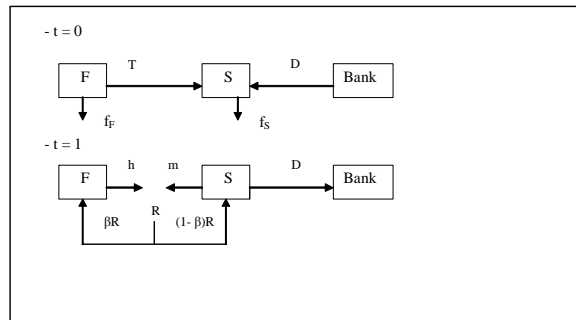 - t = 0
T D
F S Bank
f_F f_S
- t = 1
h m D
F S Bank
βR R (1- β)R